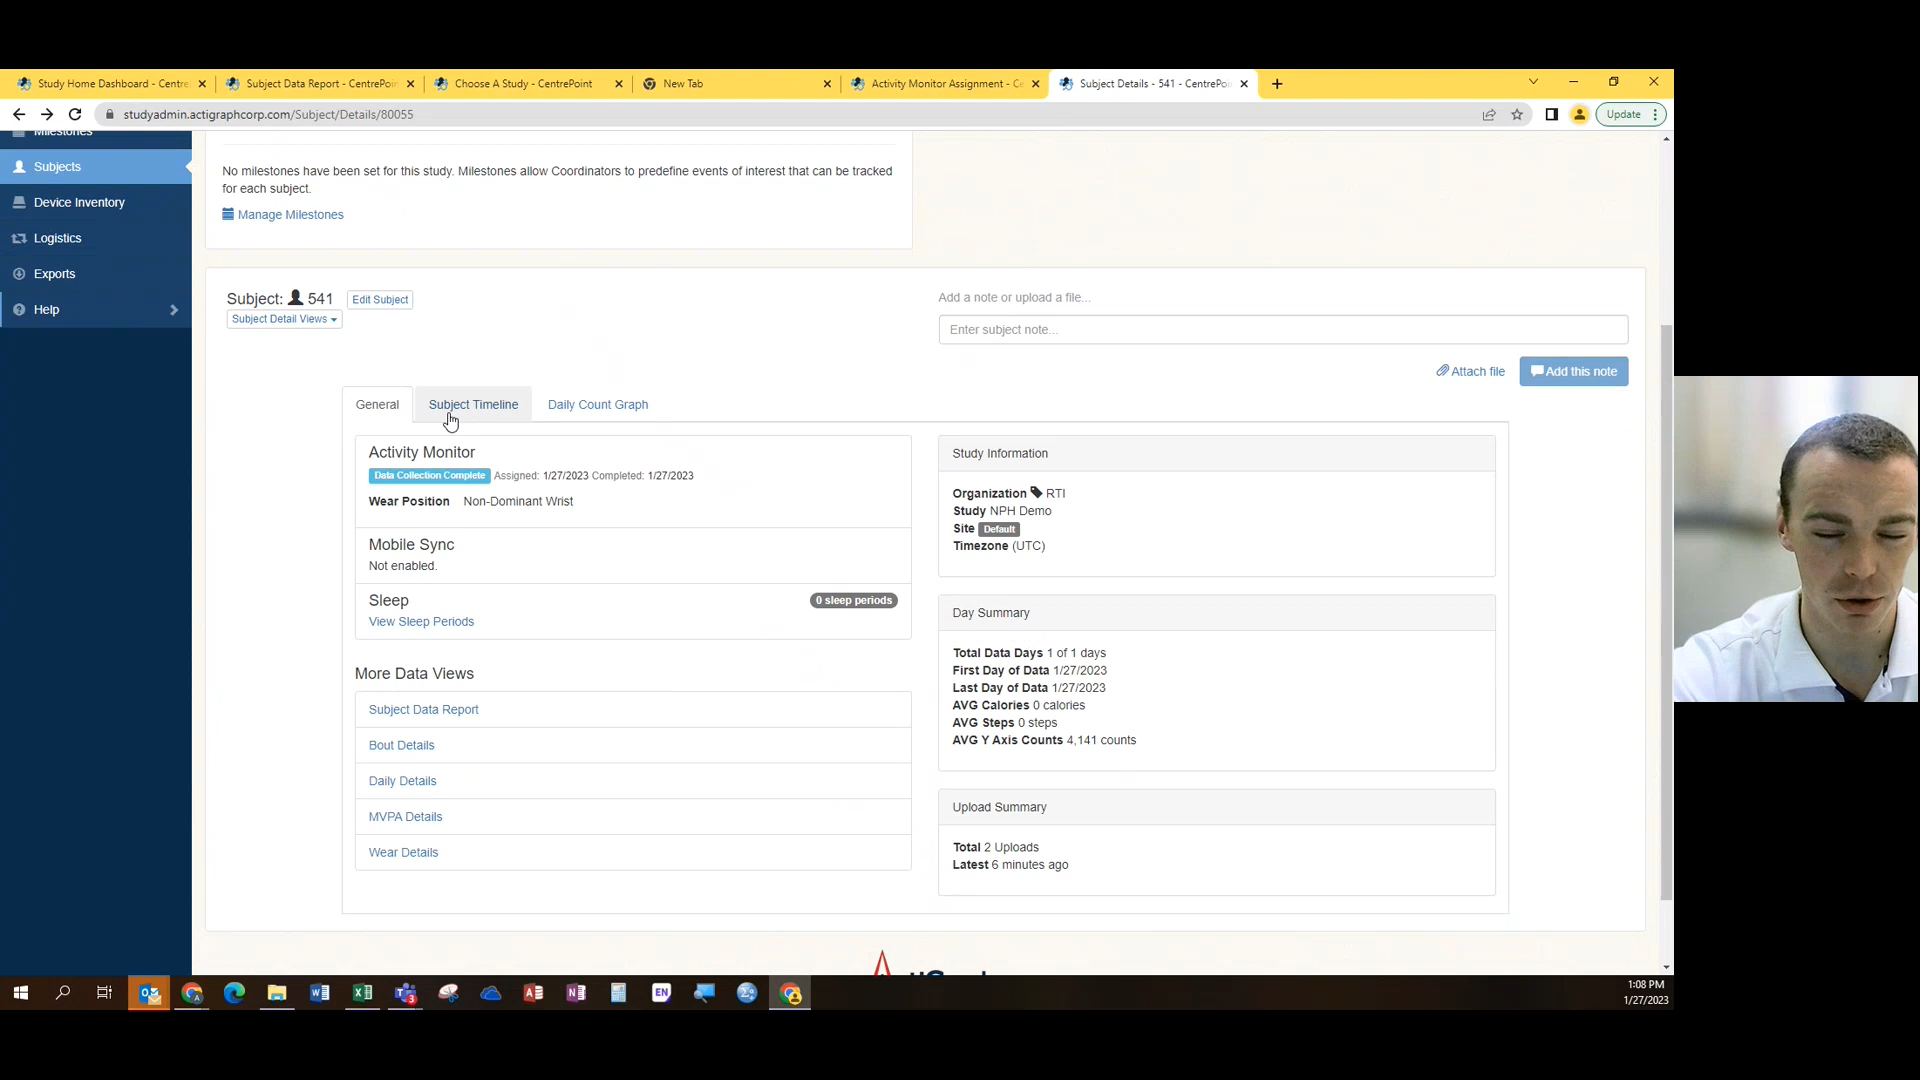 Study Home Dashboard - Centre
Subject Data Report - CentrePoin
Choose A Study - CentrePoint
New Tab
Activity Monitor Assignment - Ce
Subject Details - 541 - CentrePoi
studyadmin.actigraphcorp.com/Subject/Details/80055
Update
Milestones
Subjects
Device Inventory
Logistics
Exports
Help
No milestones have been set for this study. Milestones allow Coordinators to predefine events of interest that can be tracked
for each subject.
Manage Milestones
Subject: 541
Edit Subject
Subject Detail Views
Add a note or upload a file...
Enter subject note...
Attach file
Add this note
General
Subject Timeline
Daily Count Graph
Activity Monitor
Data Collection Complete Assigned: 1/27/2023 Completed: 1/27/2023
Wear Position Non-Dominant Wrist
Mobile Sync
Not enabled.
Sleep
0 sleep periods
View Sleep Periods
More Data Views
Subject Data Report
Bout Details
Daily Details
MVPA Details
Wear Details
Study Information
Organization RTI
Study NPH Demo
Site Default
Timezone (UTC)
Day Summary
Total Data Days 1 of 1 days
First Day of Data 1/27/2023
Last Day of Data 1/27/2023
AVG Calories 0 calories
AVG Steps 0 steps
AVG Y Axis Counts 4,141 counts
Upload Summary
Total 2 Uploads
Latest 6 minutes ago
1:08 PM
1/27/2023